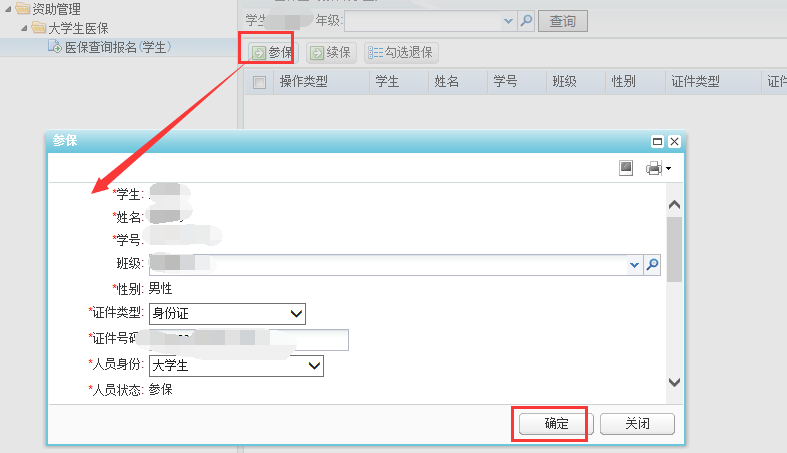 资助管理
大学生医保
医保查询报名(学生)
学生 年级: 查询
参保 续保 勾选退保
操作类型 学生 姓名 学号 班级 性别 证件类型 证件
参保
*学生:
*姓名:
*学号:
班级:
*性别: 男性
*证件类型: 身份证
*证件号码
*人员身份: 大学生
*人员状态: 参保
确定 关闭